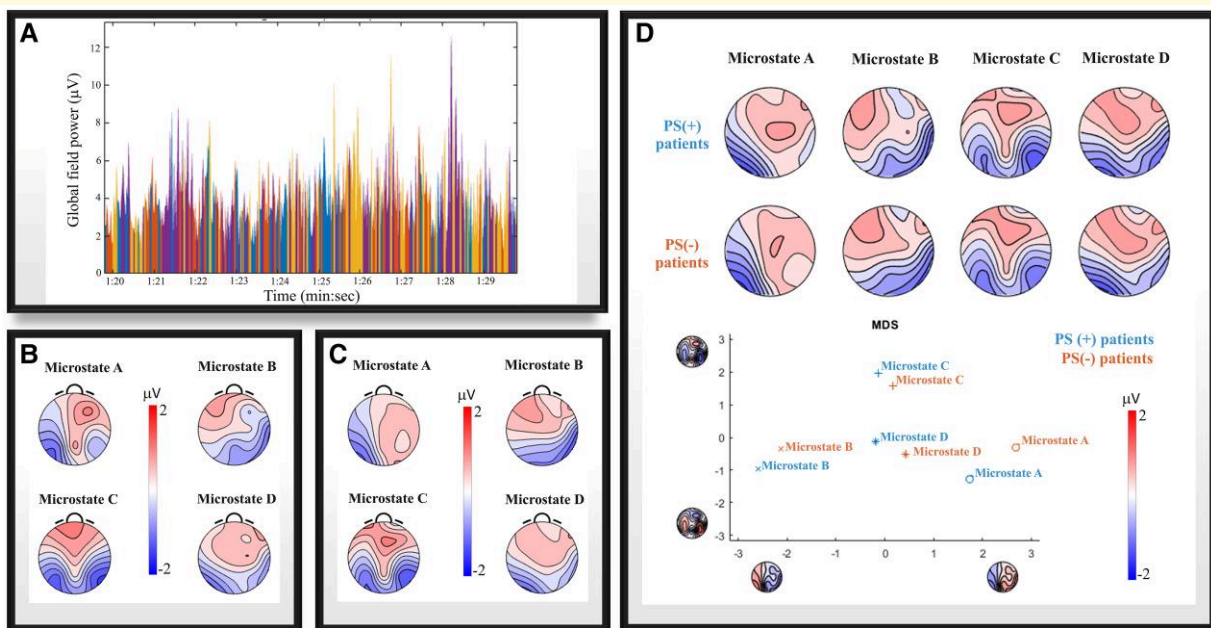 A
Global field power (µV)
12
10
8
6
4
2
0
1:20 1:21 1:22 1:23 1:24 1:25 1:26 1:27 1:28 1:29
Time (min:sec)
B
Microstate A
Microstate B
µV
2
Microstate C
Microstate D
-2
C
Microstate A
Microstate B
µV
2
Microstate C
Microstate D
-2
D
Microstate A Microstate B Microstate C Microstate D
PS(+)
patients
PS(-)
patients
MDS
PS (+) patients
PS(-) patients
3
2
1
0
-1
-2
-3
Microstate C
Microstate C
Microstate D
Microstate B
Microstate A
Microstate D
Microstate B
Microstate A
-3 -2 -1 0 1 2 3
µV
2
-2